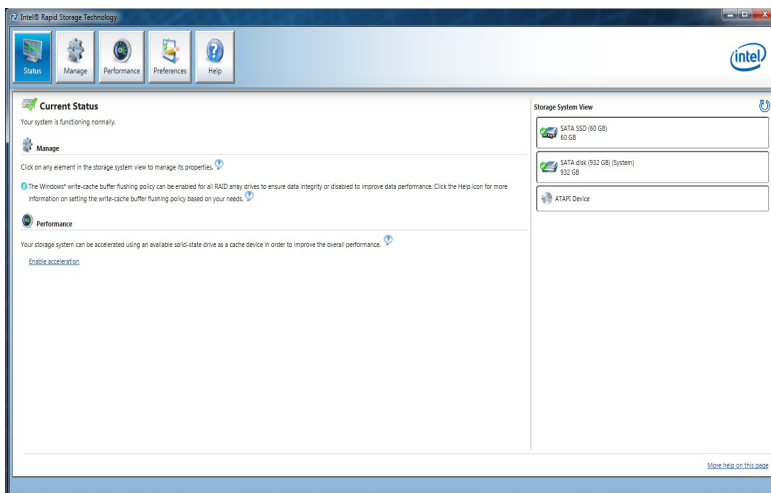 Intel® Rapid Storage Technology
Status
Manage
Performance
Preferences
Help
intel
Current Status
Your system is functioning normally.
Manage
Click on any element in the storage system view to manage its properties.
The Windows* write-cache buffer flushing policy can be enabled for all RAID array drives to ensure data integrity or disabled to improve data performance. Click the Help icon for more
information on setting the write-cache buffer flushing policy based on your needs.
Performance
Your storage system can be accelerated using an available solid-state drive as a cache device in order to improve the overall performance.
Enable acceleration
Storage System View
SATA SSD (60 GB)
60 GB
SATA disk (932 GB) (System)
932 GB
ATAPI Device
More help on this page